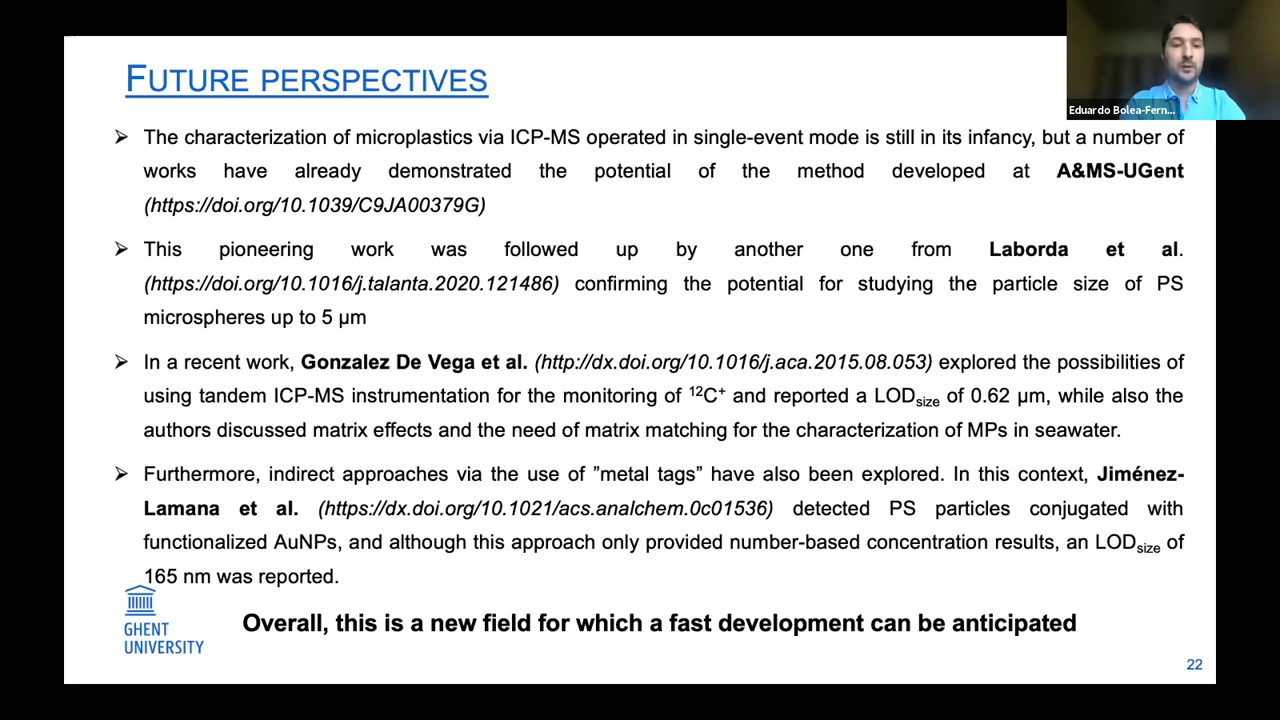 FUTURE PERSPECTIVES
Eduardo Bolea-Fern...
➢ The characterization of microplastics via ICP-MS operated in single-event mode is still in its infancy, but a number of
works have already demonstrated the potential of the method developed at A&MS-UGent
(https://doi.org/10.1039/C9JA00379G)
➢ This pioneering work was followed up by another one from Laborda et al.
(https://doi.org/10.1016/j.talanta.2020.121486) confirming the potential for studying the particle size of PS
microspheres up to 5 µm
➢ In a recent work, Gonzalez De Vega et al. (http://dx.doi.org/10.1016/j.aca.2015.08.053) explored the possibilities of
using tandem ICP-MS instrumentation for the monitoring of ¹²C⁺ and reported a LODsize of 0.62 µm, while also the
authors discussed matrix effects and the need of matrix matching for the characterization of MPs in seawater.
➢ Furthermore, indirect approaches via the use of ”metal tags” have also been explored. In this context, Jiménez-
Lamana et al. (https://dx.doi.org/10.1021/acs.analchem.0c01536) detected PS particles conjugated with
functionalized AuNPs, and although this approach only provided number-based concentration results, an LODsize of
165 nm was reported.
Overall, this is a new field for which a fast development can be anticipated
GHENT
UNIVERSITY
22